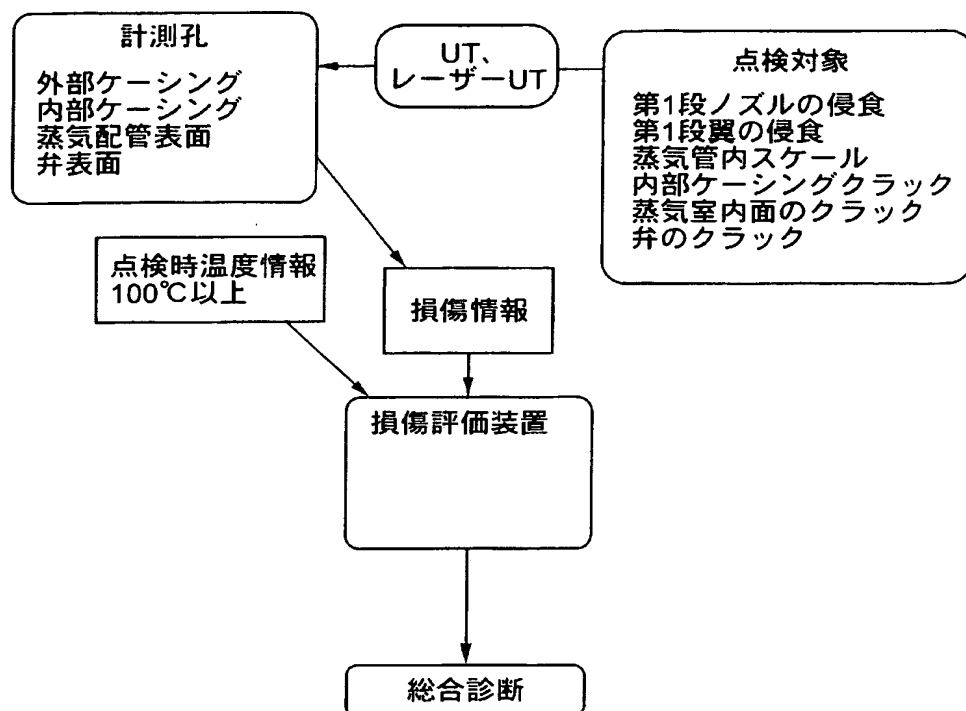 計測孔
外部ケーシング
内部ケーシング
蒸気配管表面
弁表面
UT、
レーザーUT
点検対象
第1段ノズルの侵食
第1段翼の侵食
蒸気管内スケール
内部ケーシングクラック
蒸気室内面のクラック
弁のクラック
点検時温度情報
100℃以上
損傷情報
損傷評価装置
総合診断